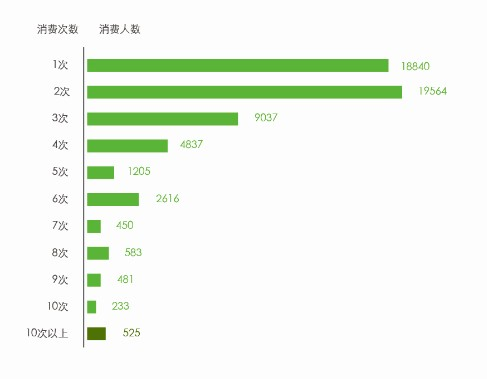 消费次数 消费人数
1次 18840
2次 19564
3次 9037
4次 4837
5次 1205
6次 2616
7次 450
8次 583
9次 481
10次 233
10次以上 525